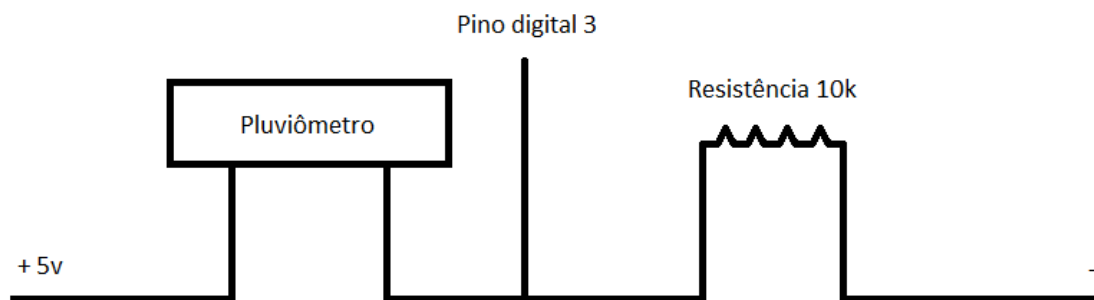 Pino digital 3
Resistência 10k
Pluviômetro
+ 5v
-